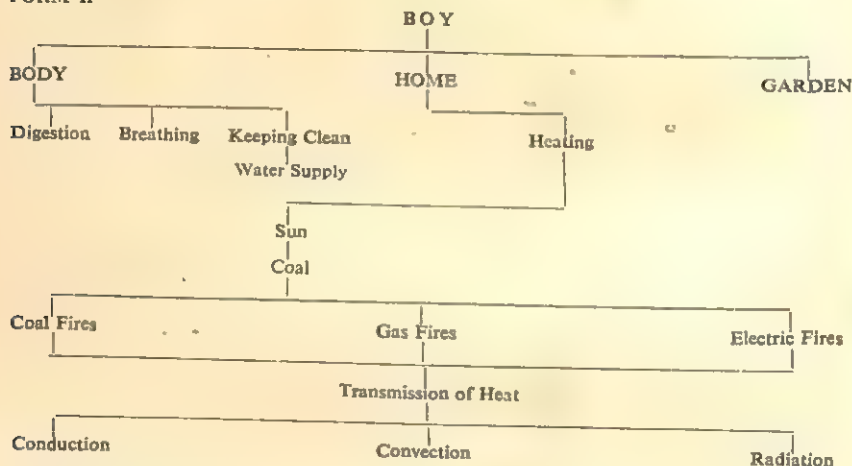 FORM II
BOY
BODY HOME GARDEN
Digestion Breathing Keeping Clean Heating
Water Supply
Sun
Coal
Coal Fires Gas Fires Electric Fires
Transmission of Heat
Conduction Convection Radiation